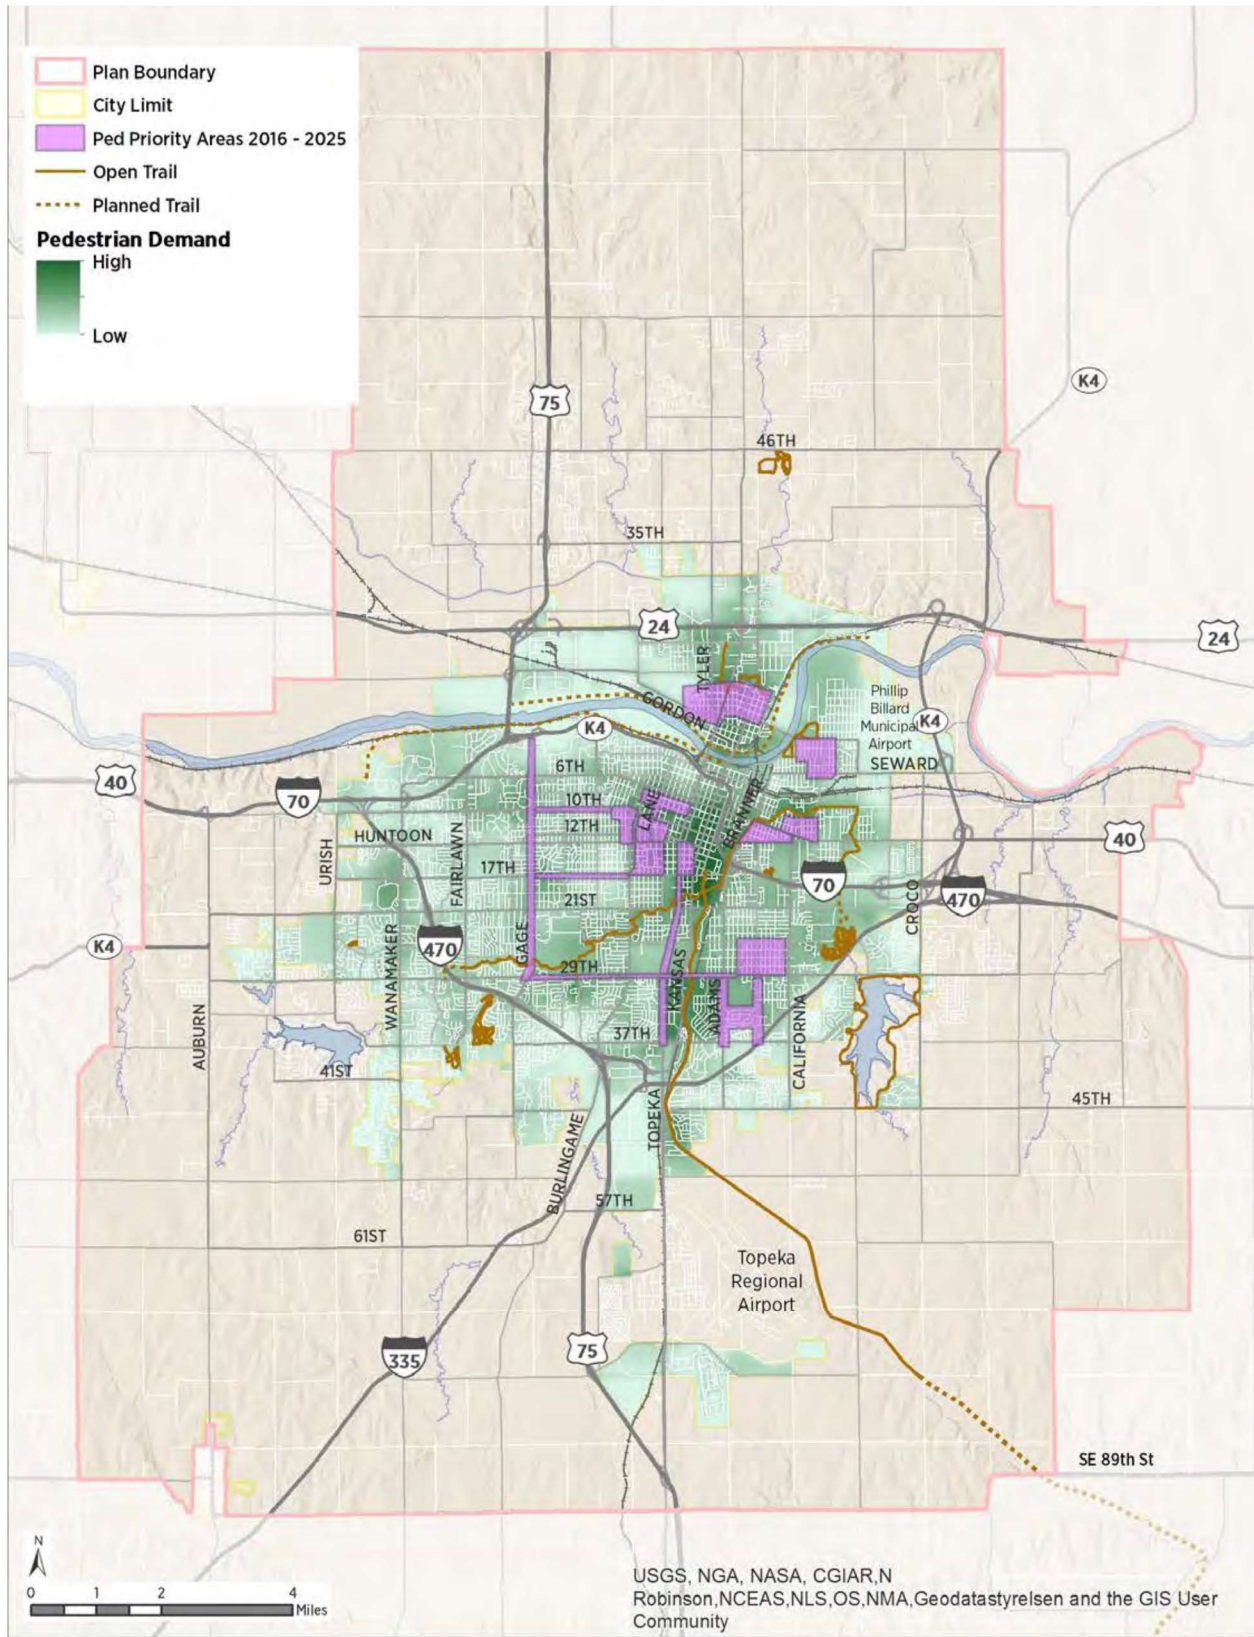 Plan Boundary
City Limit
Ped Priority Areas 2016 - 2025
Open Trail
Planned Trail
Pedestrian Demand
High
Low
75
K4
46TH
35TH
24
24
TYLER
GORDON
Phillip
Billard
Municipal
Airport
K4
K4
SEWARD
40
70
6TH
10TH
LANE
BRANNER
12TH
HUNTOON
40
URISH
FAIRLAWN
17TH
70
470
21ST
CROCO
K4
470
GAGE
WANAMAKER
29TH
KANSAS
ADAMS
AUBURN
37TH
CALIFORNIA
41ST
45TH
TOPEKA
BURLINGAME
57TH
61ST
Topeka
Regional
Airport
335
75
SE 89th St
N
0 1 2 4
Miles
USGS, NGA, NASA, CGIAR,N
Robinson,NCEAS,NLS,OS,NMA,Geodatastyrelsen and the GIS User
Community